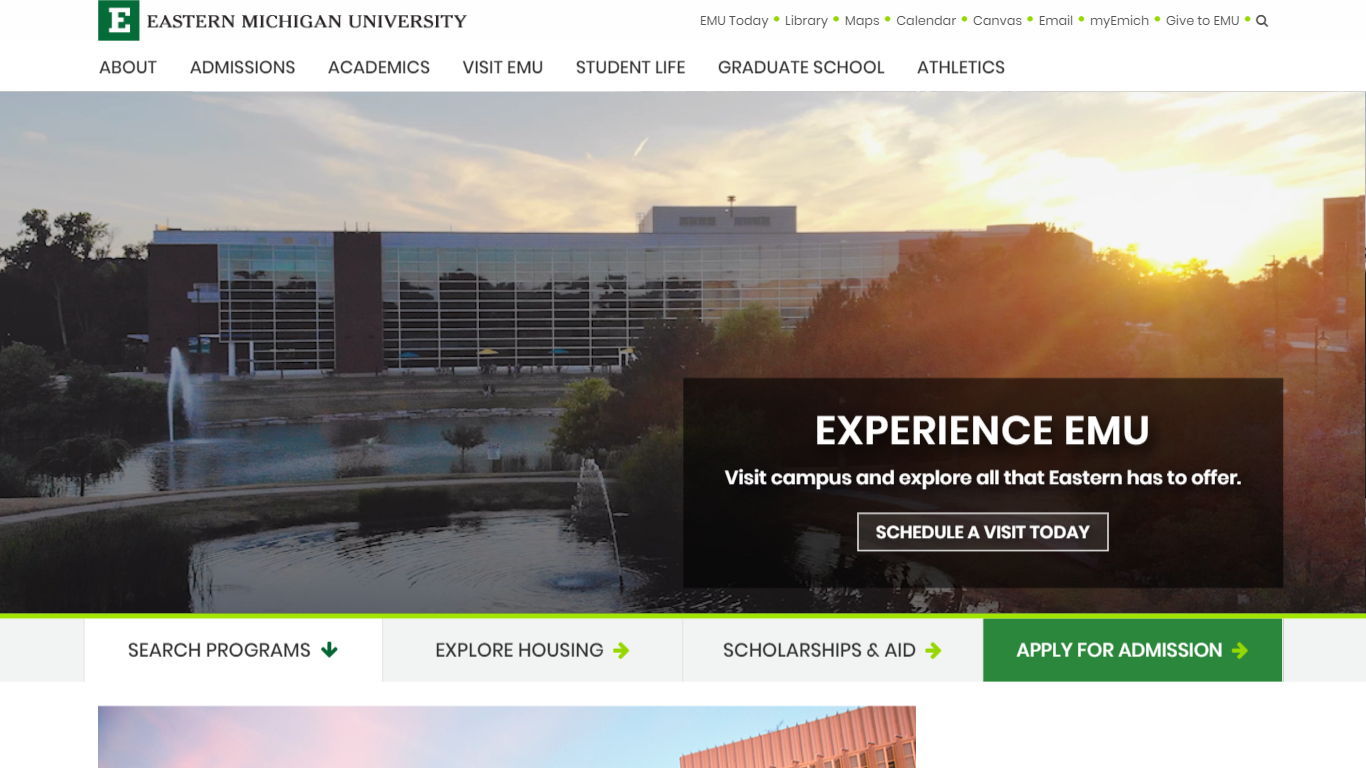 E EASTERN MICHIGAN UNIVERSITY
EMU Today • Library • Maps • Calendar • Canvas • Email • myEmich • Give to EMU •
ABOUT ADMISSIONS ACADEMICS VISIT EMU STUDENT LIFE GRADUATE SCHOOL ATHLETICS
EXPERIENCE EMU
Visit campus and explore all that Eastern has to offer.
SCHEDULE A VISIT TODAY
SEARCH PROGRAMS EXPLORE HOUSING SCHOLARSHIPS & AID APPLY FOR ADMISSION